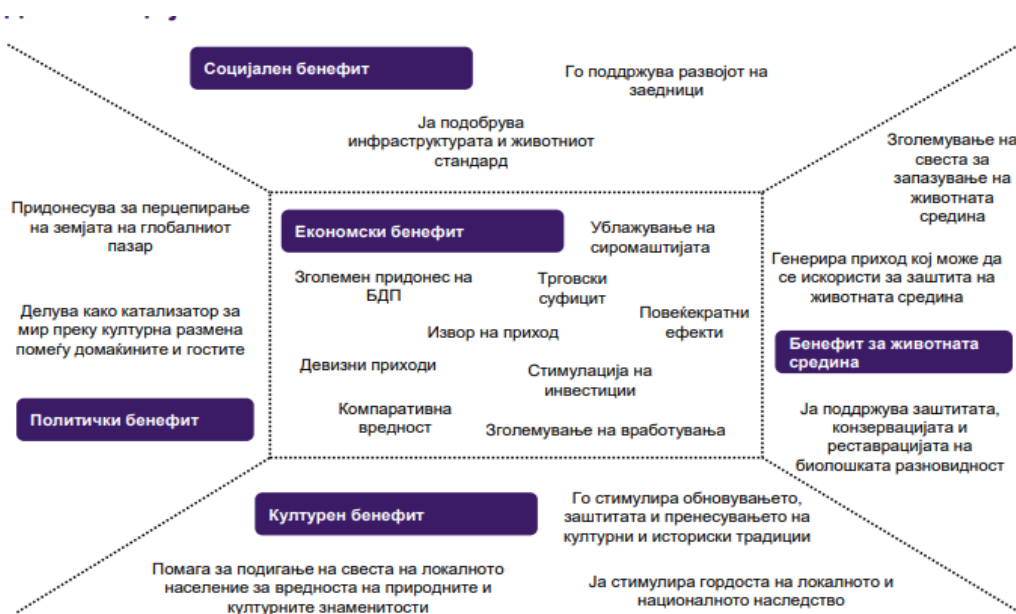 Социјален бенефит
Го поддржува развојот на
заедници
Ја подобрува
инфраструктурата и животниот
стандард
Зголемување на
свеста за
запазување на
животната
средина
Придонесува за перцепирање
на земјата на глобалниот
пазар
Економски бенефит
Ублажување на
сиромаштијата
Генерира приход кој може да
се искористи за заштита на
животната средина
Зголемен придонес на
БДП
Трговски
суфицит
Повеќекратни
ефекти
Делува како катализатор за
мир преку културна размена
помеѓу домаќините и гостите
Извор на приход
Бенефит за животната
средина
Девизни приходи
Стимулација на
инвестиции
Политички бенефит
Компаративна
вредност
Зголемување на вработувања
Ја поддржува заштитата,
конзервацијата и
реставрацијата на
биолошката разновидност
Културен бенефит
Го стимулира обновувањето,
заштитата и пренесувањето на
културни и историски традиции
Помага за подигање на свеста на локалното
население за вредноста на природните и
културните знаменитости
Ја стимулира гордоста на локалното и
националното наследство